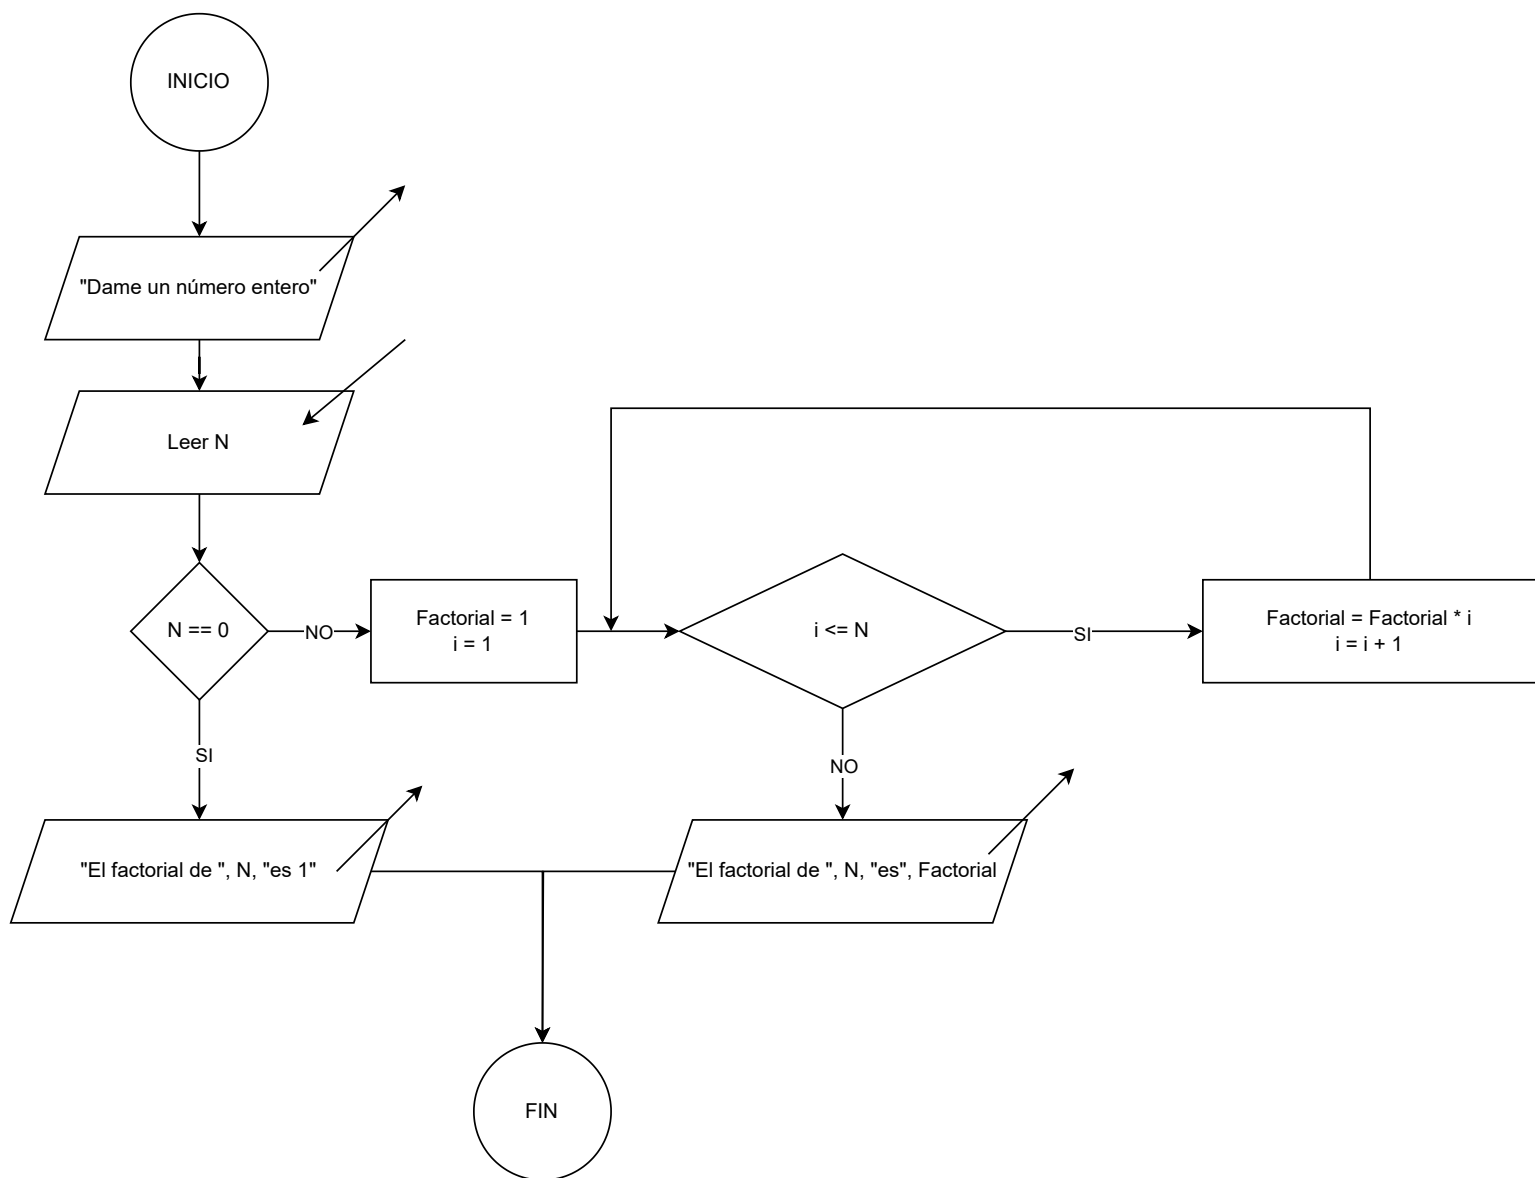 INICIO
"Dame un número entero"
Leer N
N == 0
NO
Factorial = 1
i = 1
i <= N
SI
Factorial = Factorial * i
i = i + 1
SI
NO
"El factorial de ", N, "es 1"
"El factorial de ", N, "es", Factorial
FIN